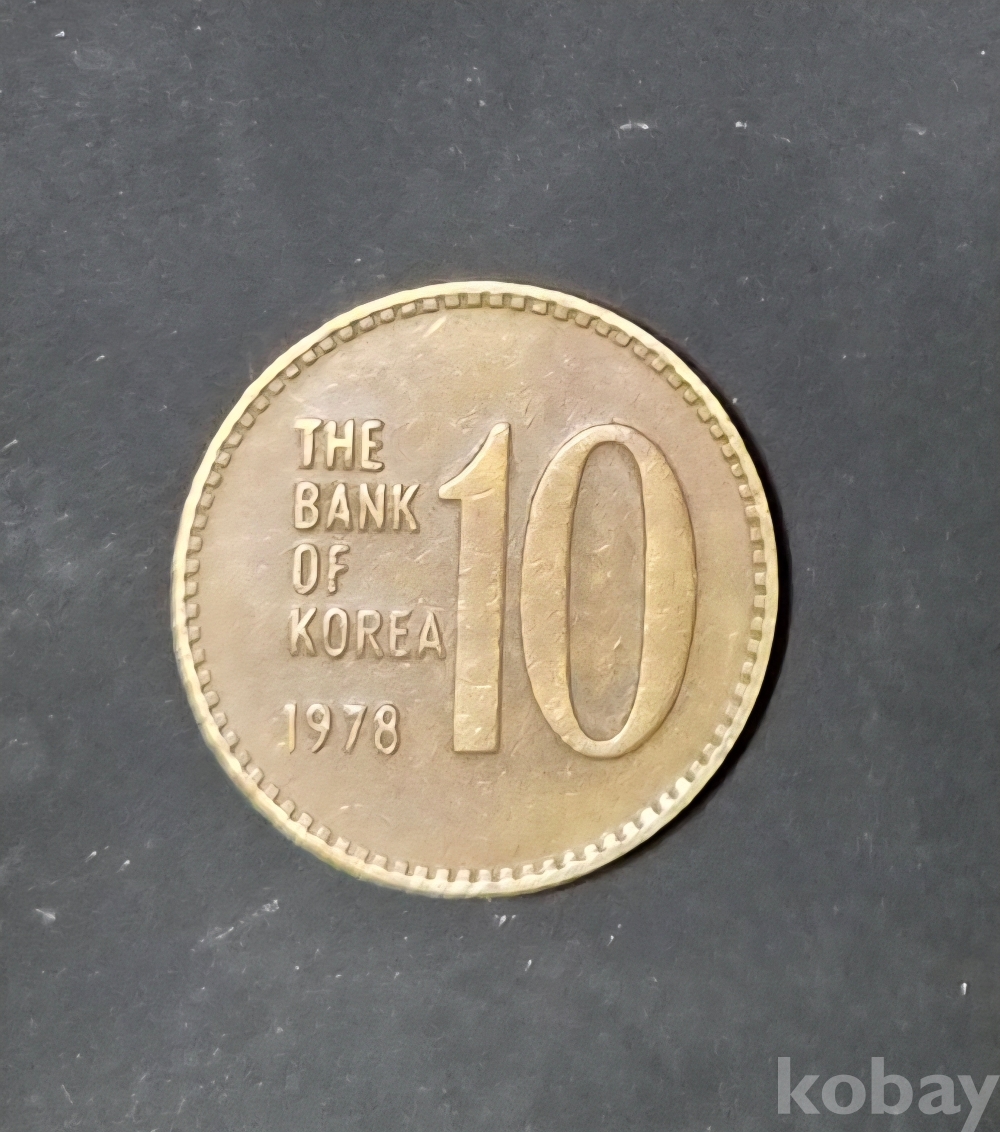 THE
BANK
OF
KOREA
1978
10
kobay